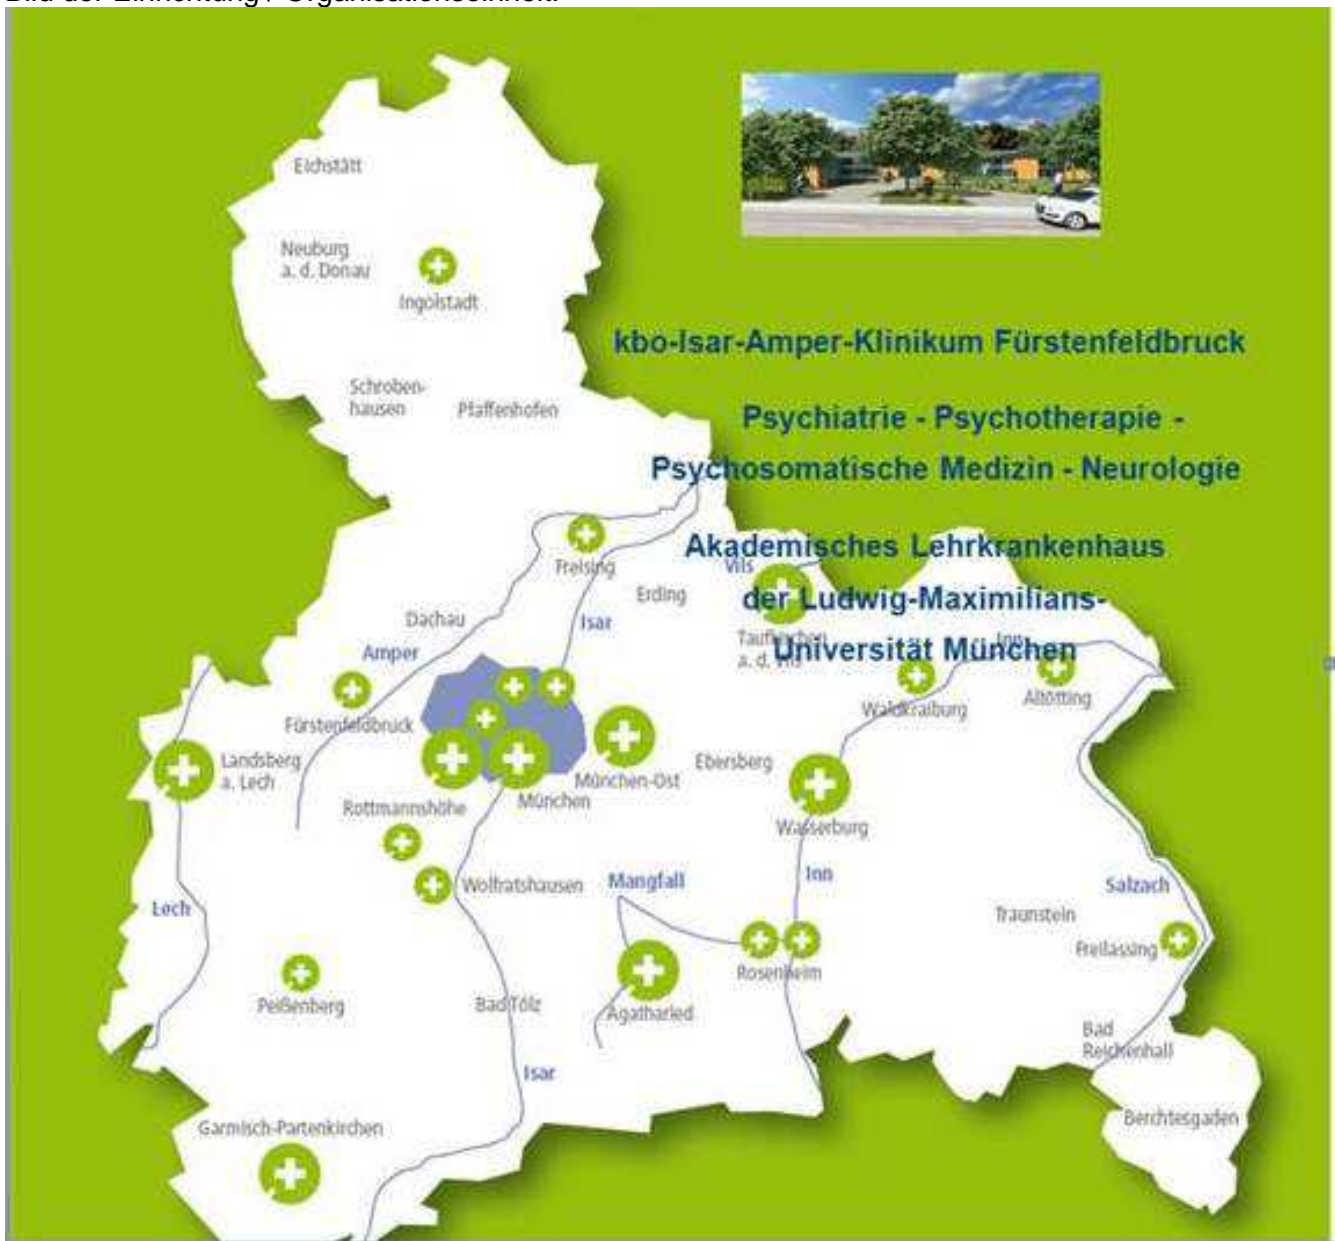 Bild der Einrichtung / Organisationseinheit:
Eichstätt
Neuburg
a. d. Donau
Ingolstadt
kbo-Isar-Amper-Klinikum Fürstenfeldbruck
Schroben-
hausen
Pfaffenhofen
Psychiatrie - Psychotherapie -
Psychosomatische Medizin - Neurologie
Freising
Akademisches Lehrkrankenhaus
Vils
Erding
der Ludwig-Maximilians-
Dachau
Isar
Amper
Taufkirchen
a. d. Vils
Universität München
Inn
Waldkraiburg
Altötting
Fürstenfeldbruck
Landsberg
a. Lech
Ebersberg
München-Ost
München
Rottmannshöhe
Wasserburg
Wolfratshausen
Mangfall
Inn
Salzach
Lech
Traunstein
Freilassing
Rosenheim
Peißenberg
Bad Tölz
Agatharied
Bad
Reichenhall
Isar
Berchtesgaden
Garmisch-Partenkirchen